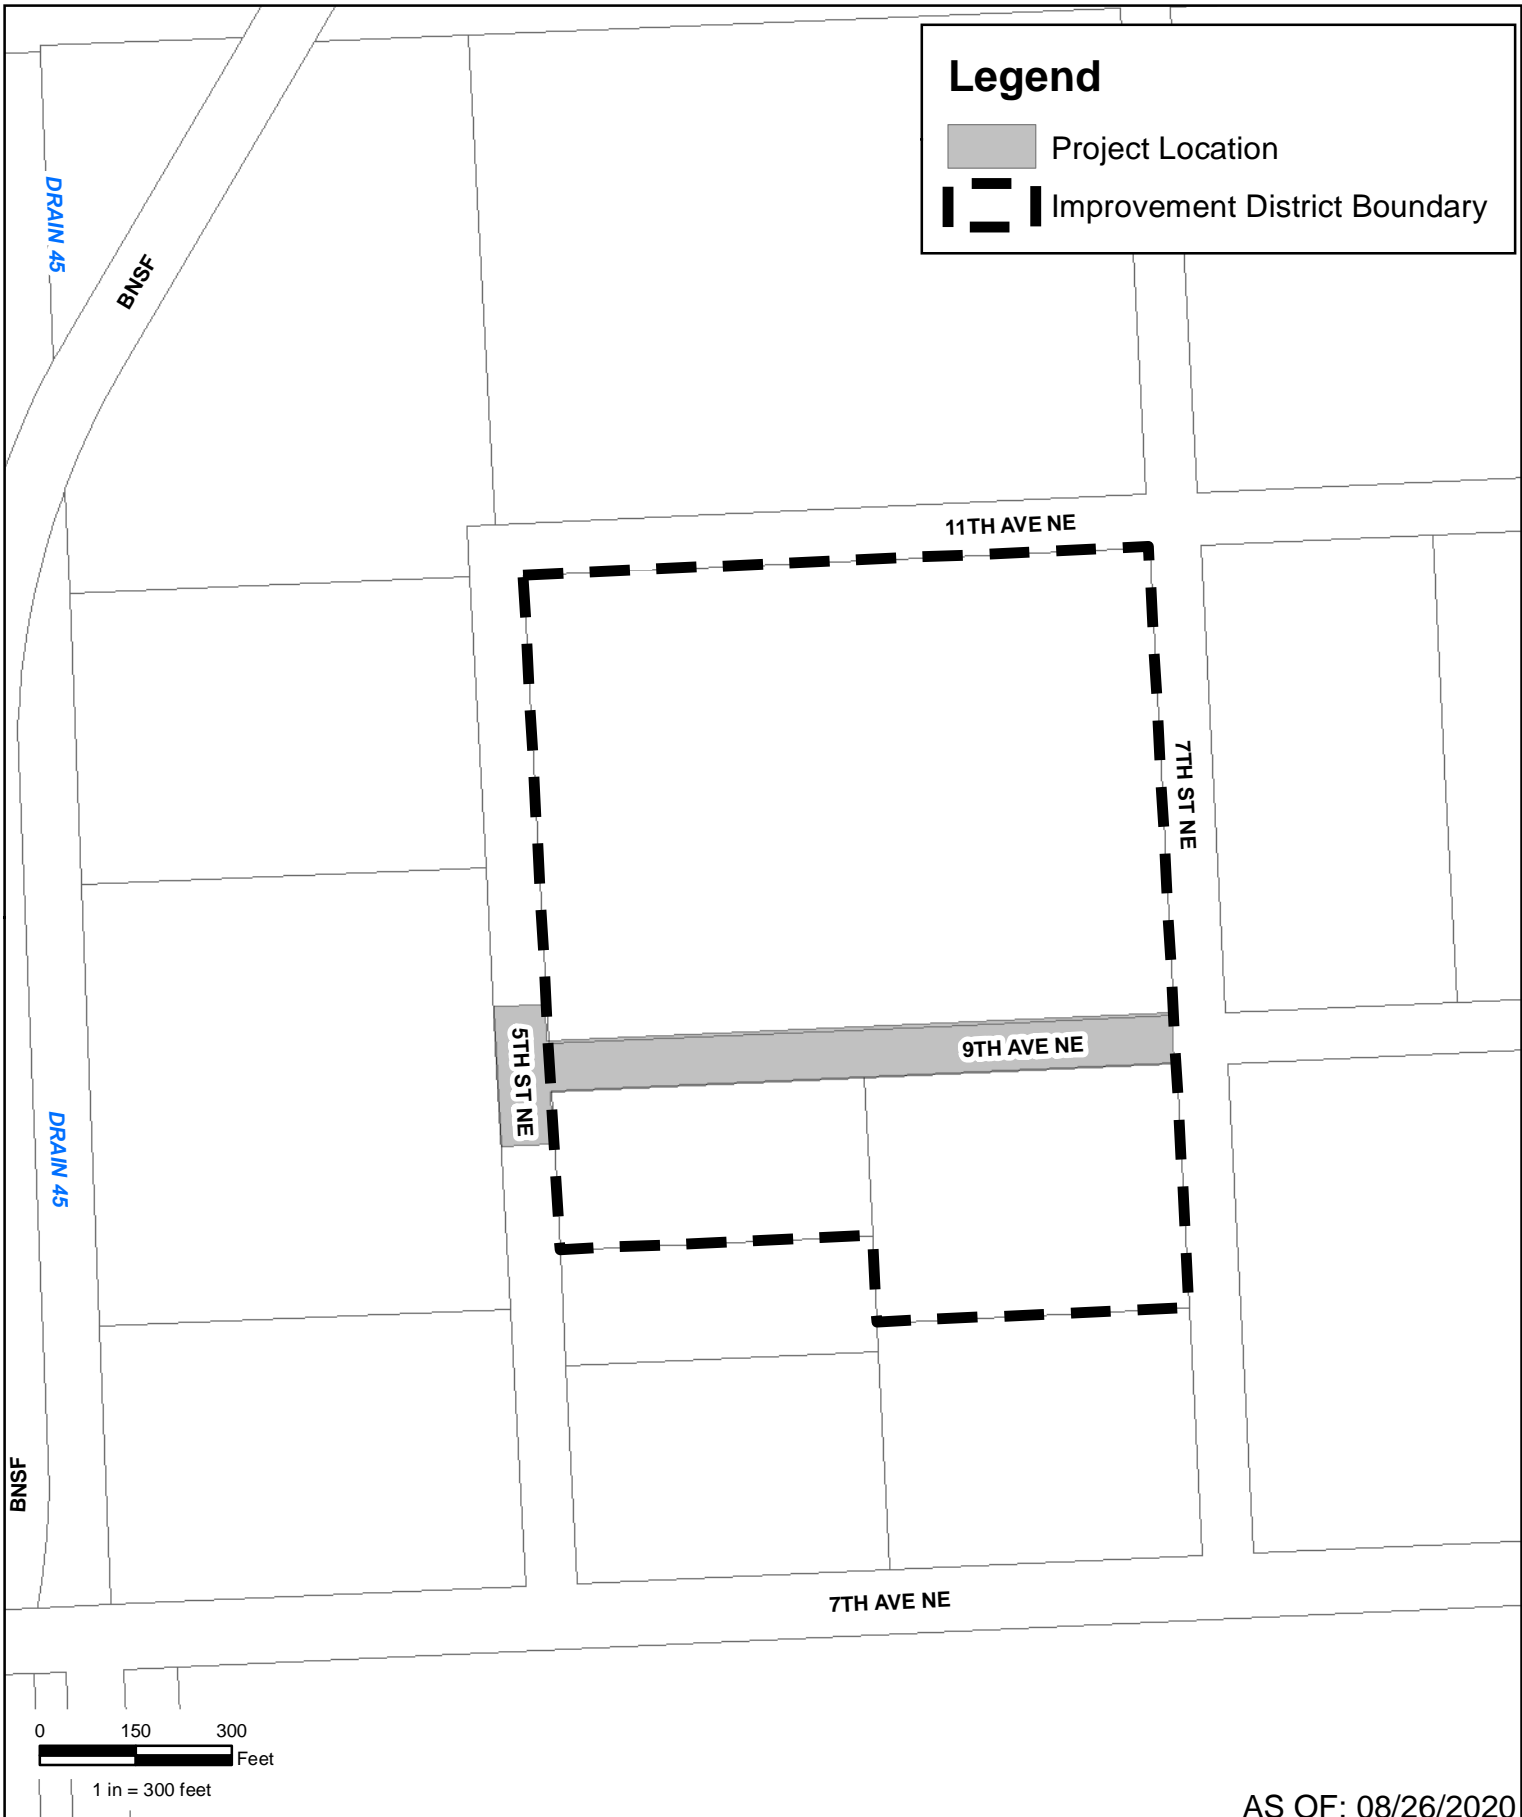 Legend
Project Location
Improvement District Boundary
DRAIN 45
BNSF
11TH AVE NE
7TH ST NE
5TH ST NE
9TH AVE NE
DRAIN 45
BNSF
7TH AVE NE
0 150 300
Feet
1 in = 300 feet
AS OF: 08/26/2020